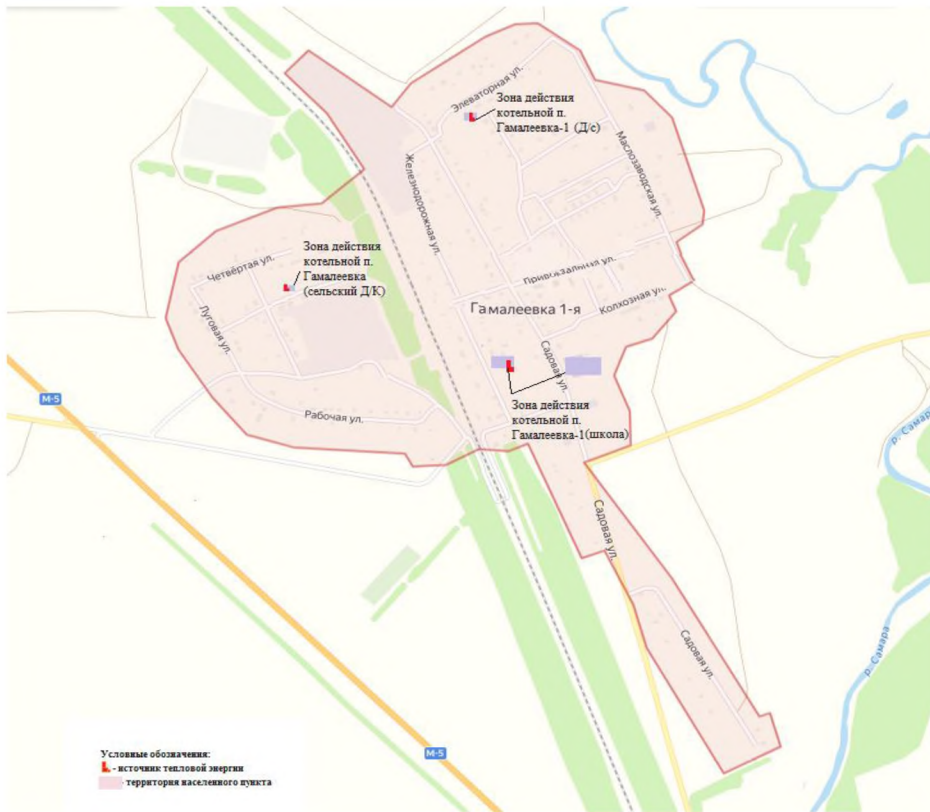 Элеваторная ул.
Зона действия
котельной п.
Гамалеевка-1 (Д/с)
Маслозаводская ул.
Железнодорожная ул.
Зона действия
котельной п.
Гамалеевка
(сельский Д/К)
Четвёртая ул.
Привокзальная ул.
Луговая ул.
Гамалеевка 1-я
Колхозная ул.
Садовая ул.
М-5
Зона действия
котельной п.
Гамалеевка-1(школа)
Рабочая ул.
р. Самара
Садовая ул.
Садовая ул.
р. Самара
М-5
Условные обозначения:
- источник тепловой энергии
- территория населенного пункта